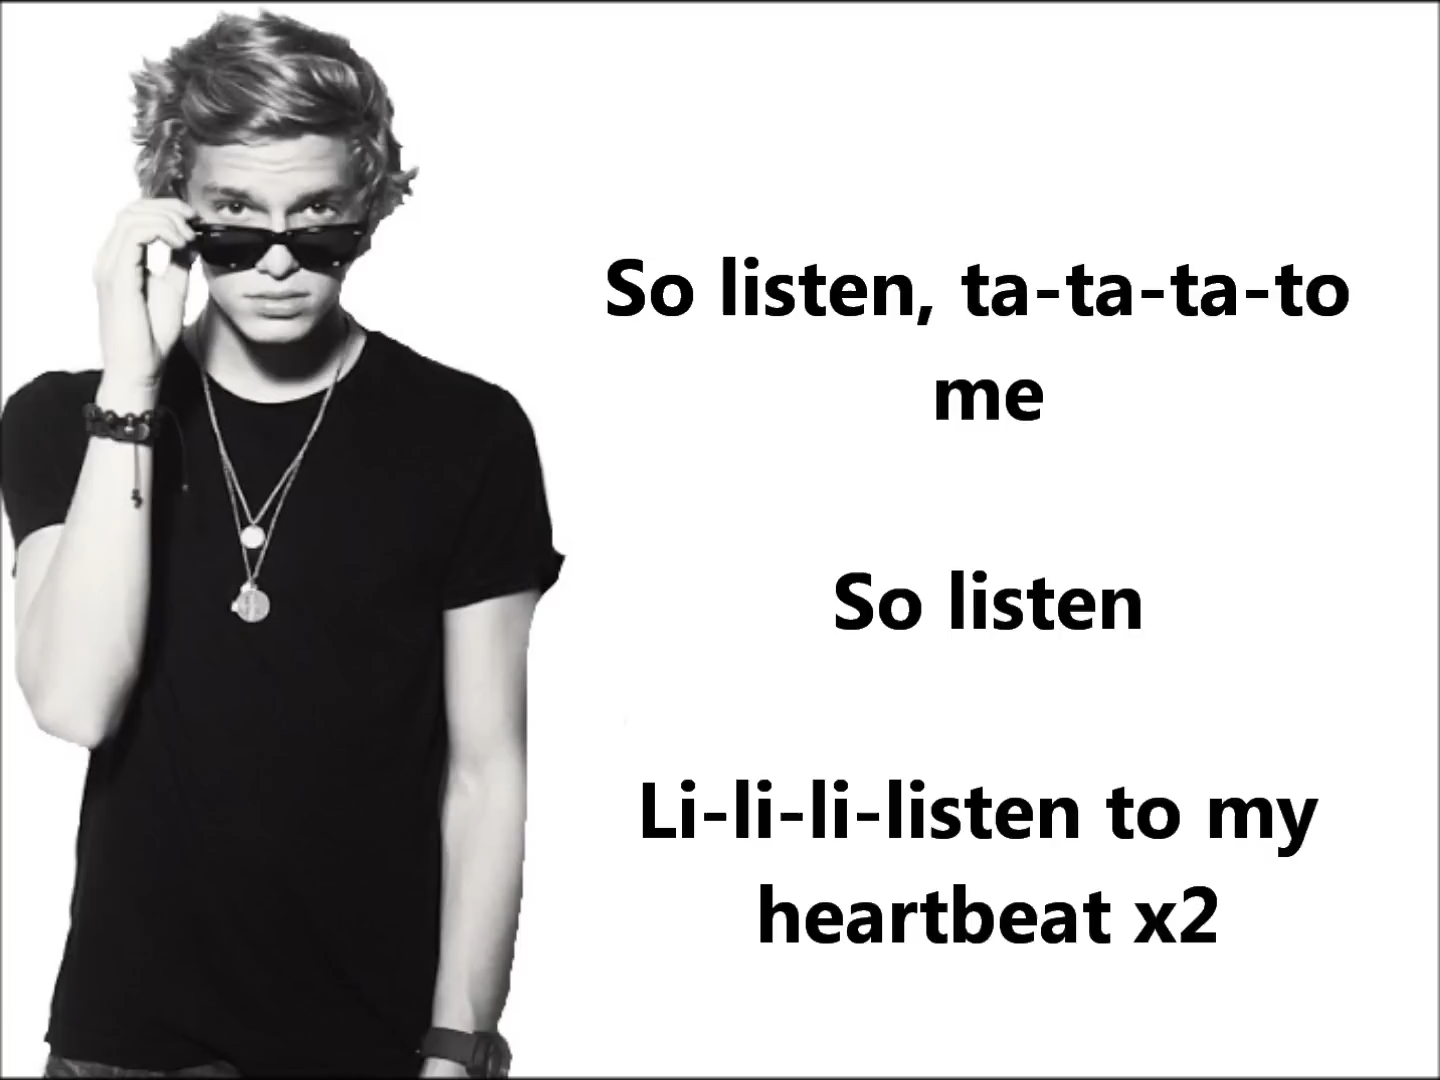 So listen, ta-ta-ta-to
me
So listen
Li-li-li-listen to my
heartbeat x2